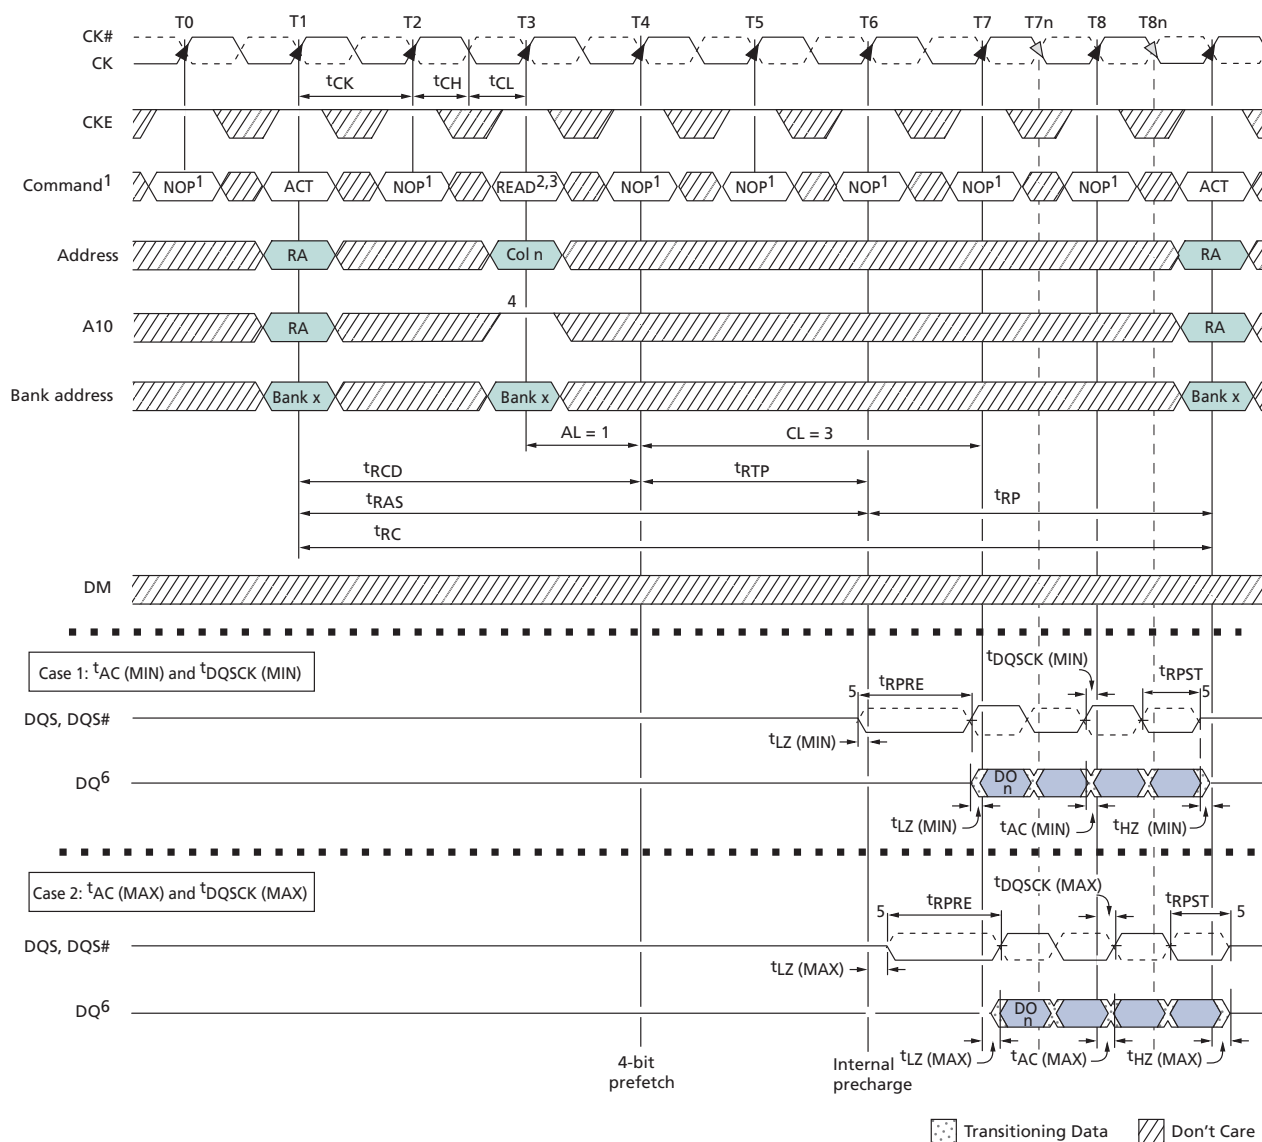 T0 T1 T2 T3 T4 T5 T6 T7 T7n T8 T8n
CK#
CK
tCK tCH tCL
CKE
Command1 NOP1 ACT NOP1 READ2,3 NOP1 NOP1 NOP1 NOP1 NOP1 ACT
Address RA Col n RA
4
A10 RA RA
Bank address Bank x Bank x Bank x
AL = 1 CL = 3
tRCD tRTP
tRAS tRP
tRC
DM
Case 1: tAC (MIN) and tDQSCK (MIN)
tDQSCK (MIN)
5 tRPRE tRPST 5
DQS, DQS#
tLZ (MIN)
DQ6 DO n
tLZ (MIN) tAC (MIN) tHZ (MIN)
Case 2: tAC (MAX) and tDQSCK (MAX)
tDQSCK (MAX)
5 tRPRE tRPST 5
DQS, DQS#
tLZ (MAX)
DQ6 DO n
tLZ (MAX) tAC (MAX) tHZ (MAX)
4-bit
prefetch
Internal
precharge
Transitioning Data Don't Care